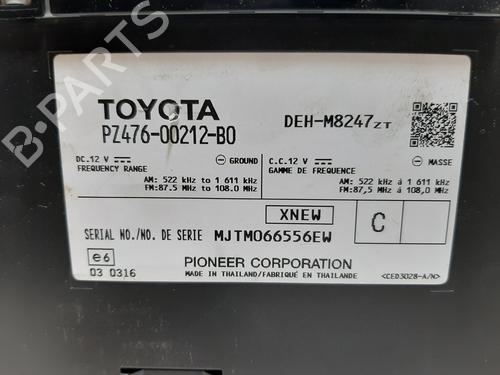 TOYOTA
PZ476-00212-B0
DEH-M8247ZT
DC.12 V ⎓ ⊖ GROUND
FREQUENCY RANGE
AM: 522 kHz to 1 611 kHz
FM: 87.5 MHz to 108.0 MHz
C.C.12 V ⎓ ⊖ MASSE
GAMME DE FREQUENCE
AM: 522 kHz á 1 611 kHz
FM: 87,5 MHz á 108,0 MHz
XNEW
C
SERIAL NO./NO. DE SERIE MJTM066556EW
e6
03 0316
PIONEER CORPORATION
MADE IN THAILAND/FABRIQUÉ EN THAILANDE
<CED3028-A/N>